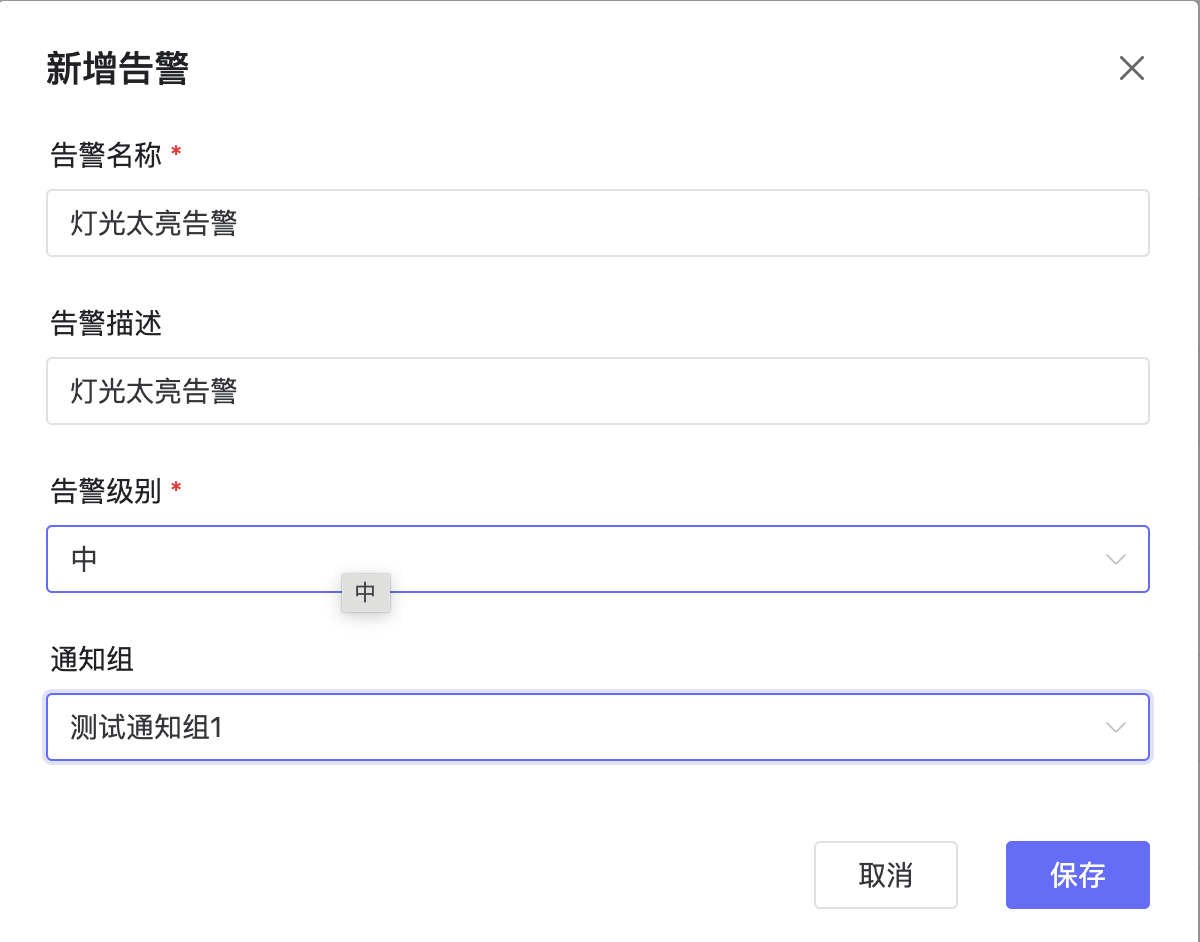 新增告警
告警名称 *
灯光太亮告警
告警描述
灯光太亮告警
告警级别 *
中
中
通知组
测试通知组1
取消
保存